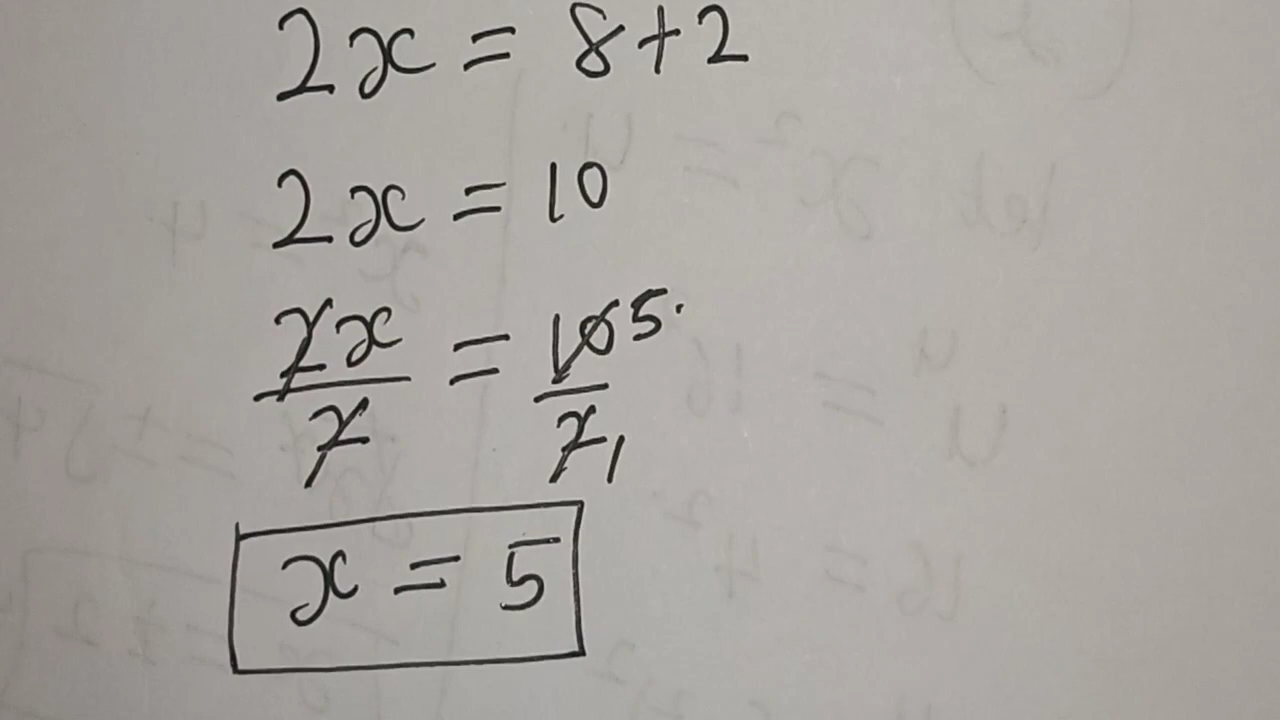 2x = 8+2
2x = 10
2x/2 = 10 5/2 1
x = 5